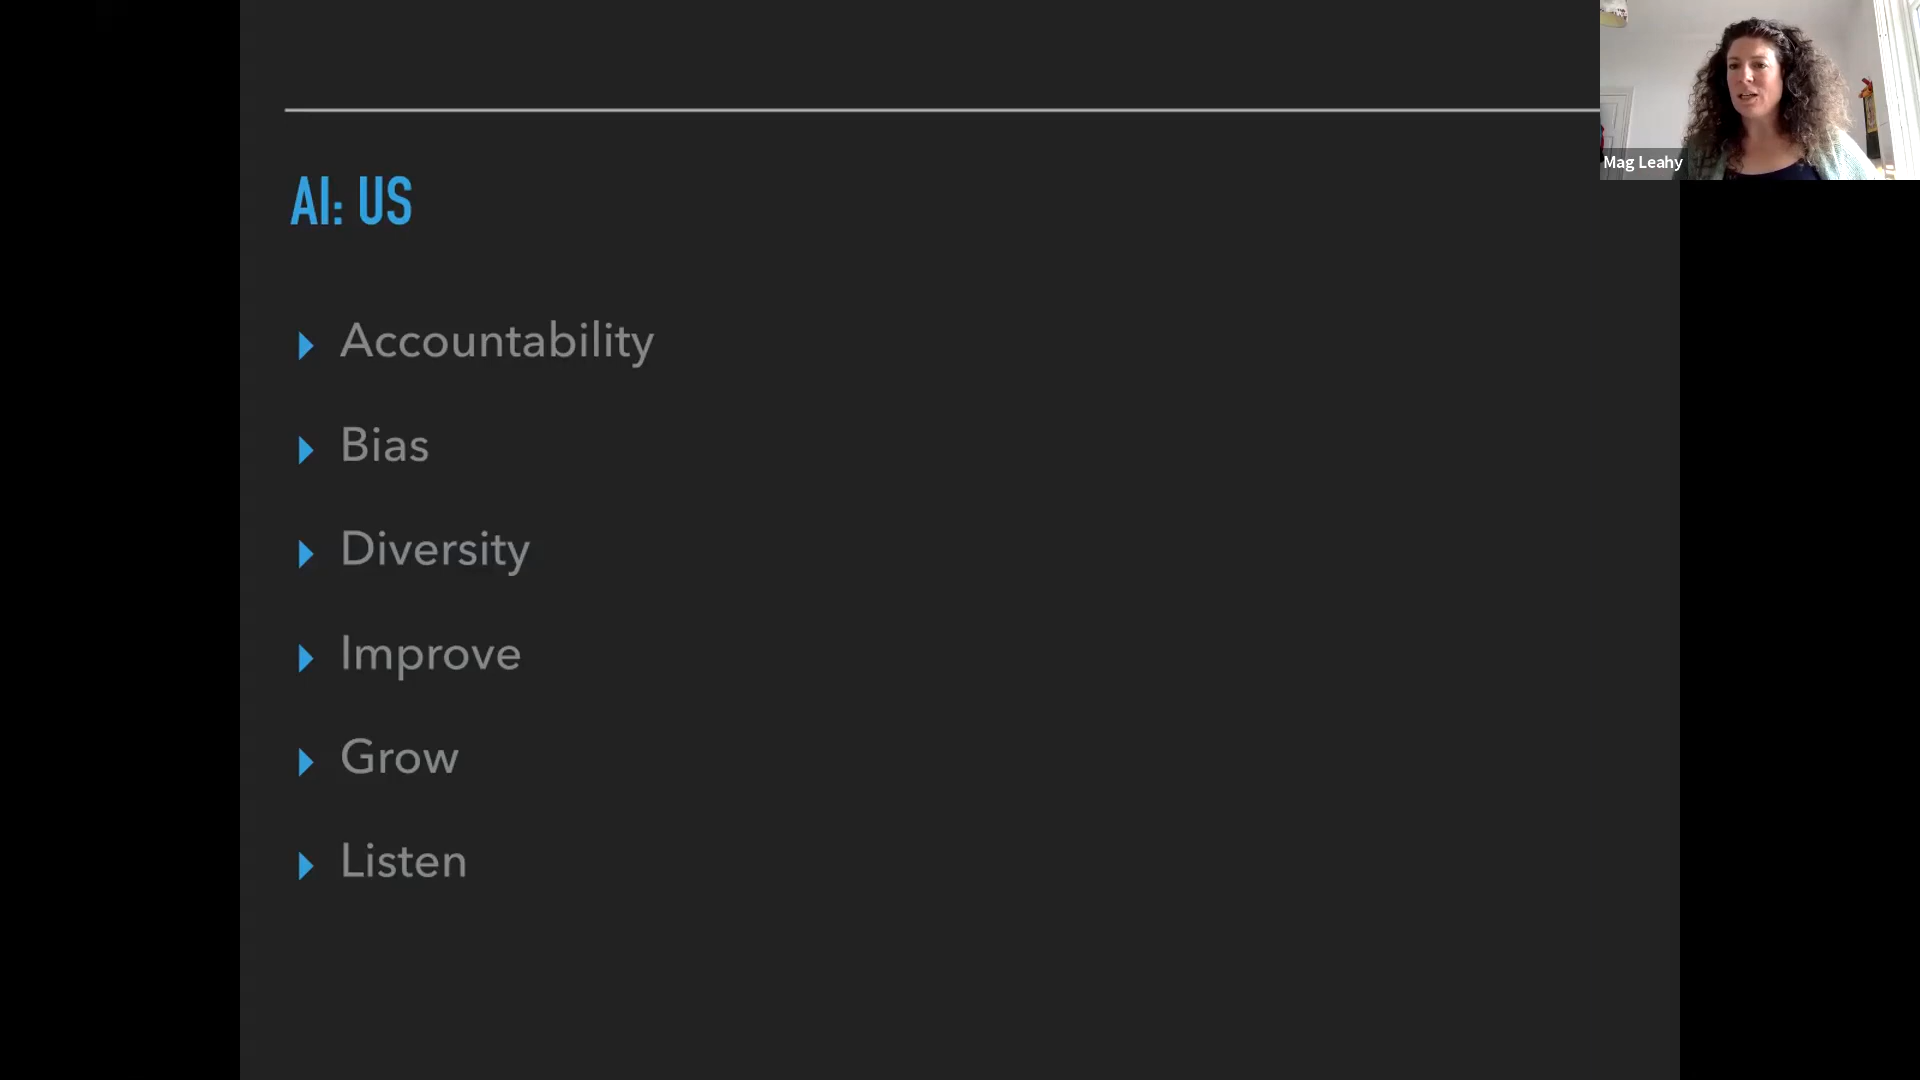 AI: US
Accountability
Bias
Diversity
Improve
Grow
Listen
Mag Leahy